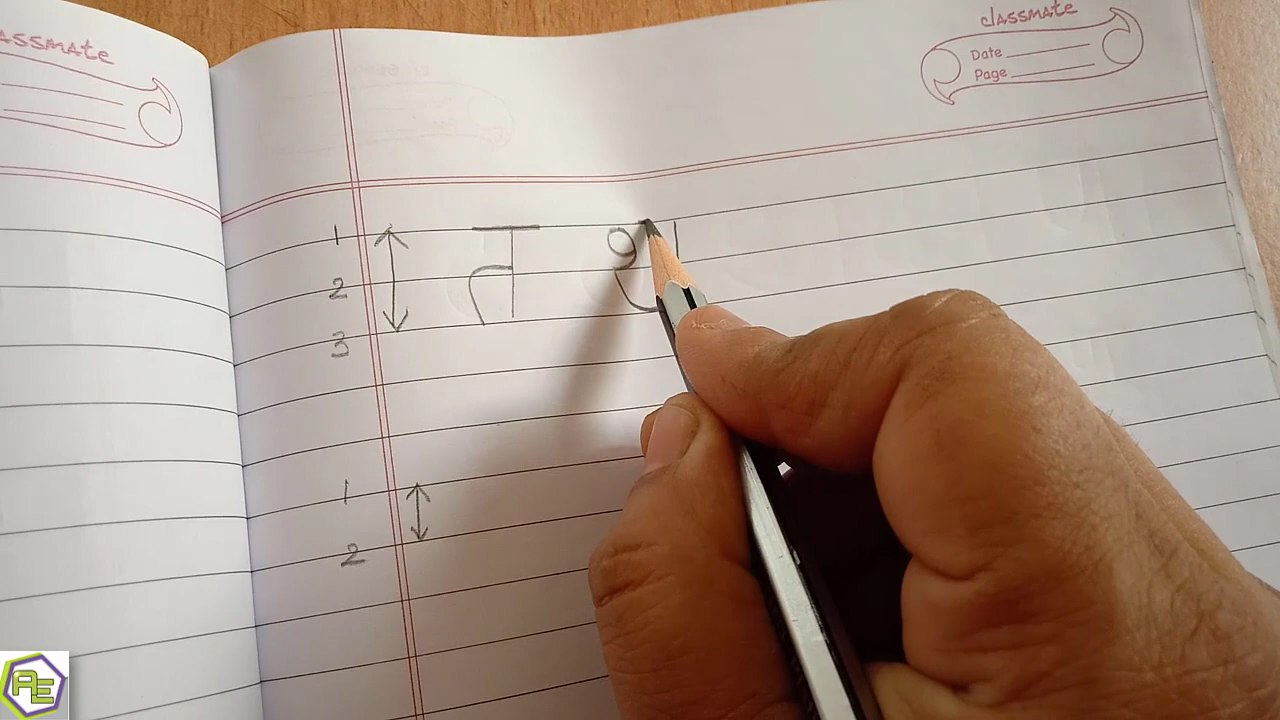 classmate
Date
Page
1 त थ
2
3
1
2
AE